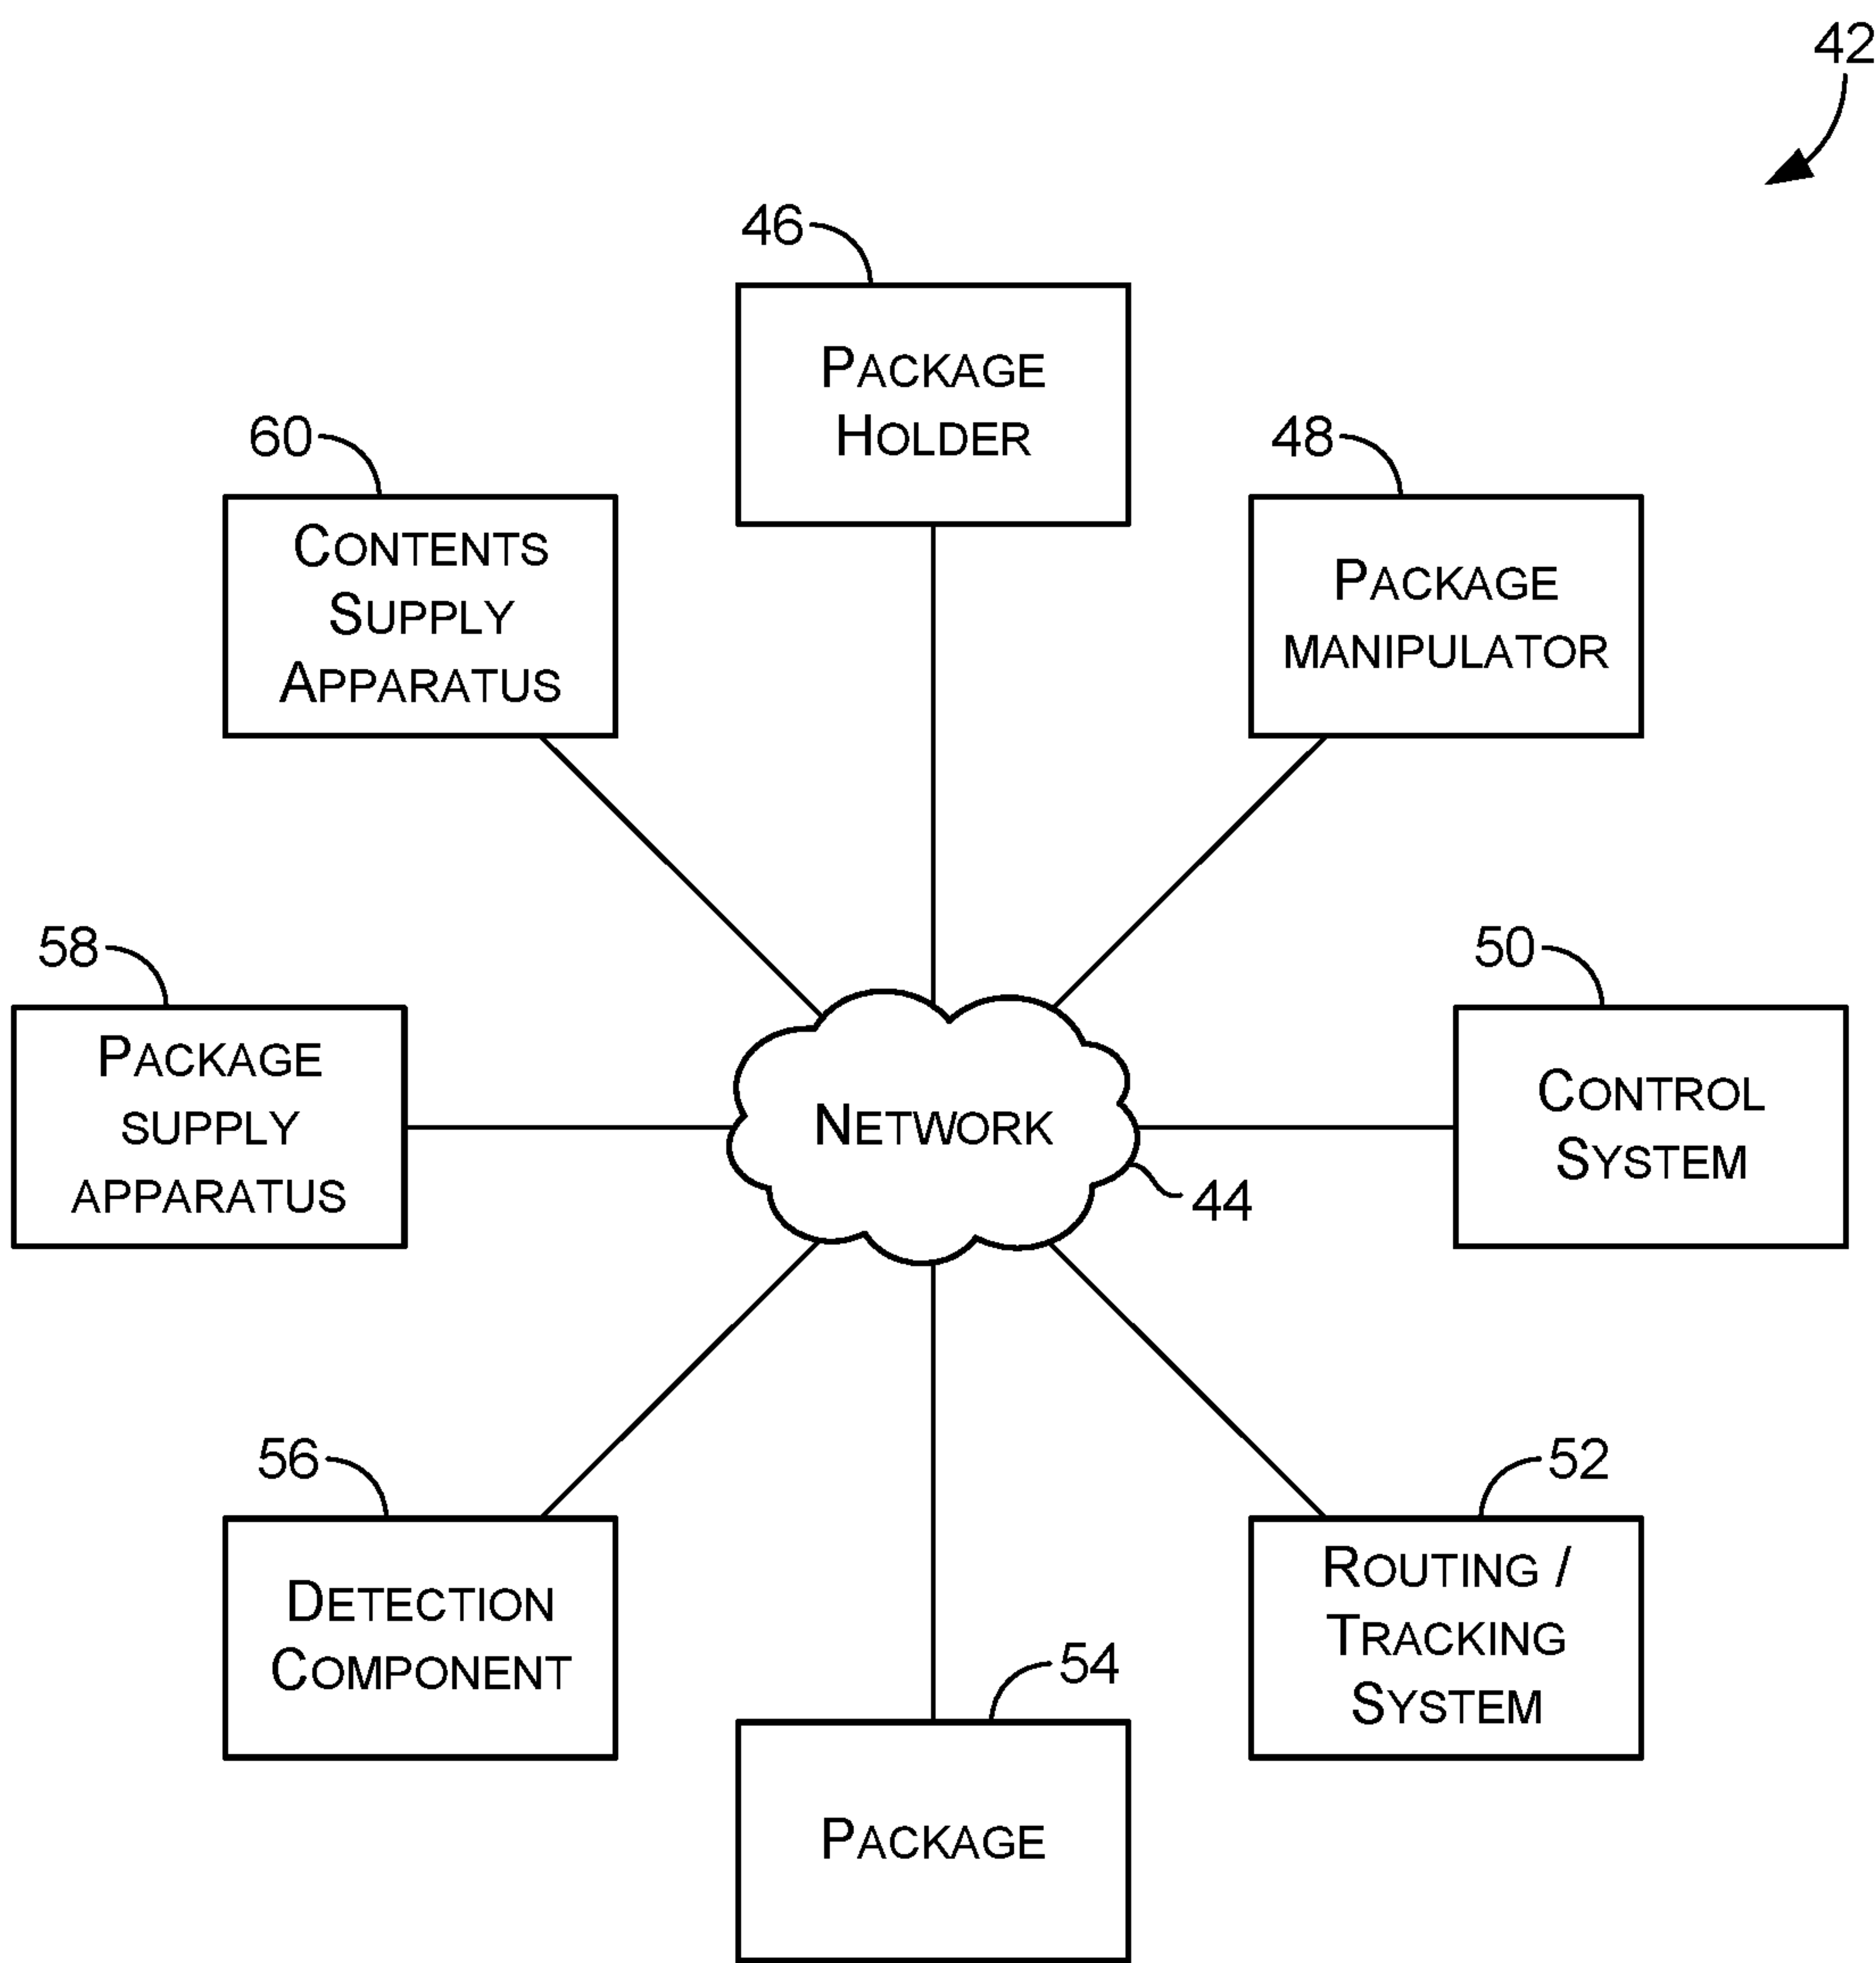 42
46
PACKAGE
HOLDER
60
CONTENTS
SUPPLY
APPARATUS
48
PACKAGE
MANIPULATOR
58
PACKAGE
SUPPLY
APPARATUS
NETWORK
44
50
CONTROL
SYSTEM
56
DETECTION
COMPONENT
54
PACKAGE
52
ROUTING /
TRACKING
SYSTEM